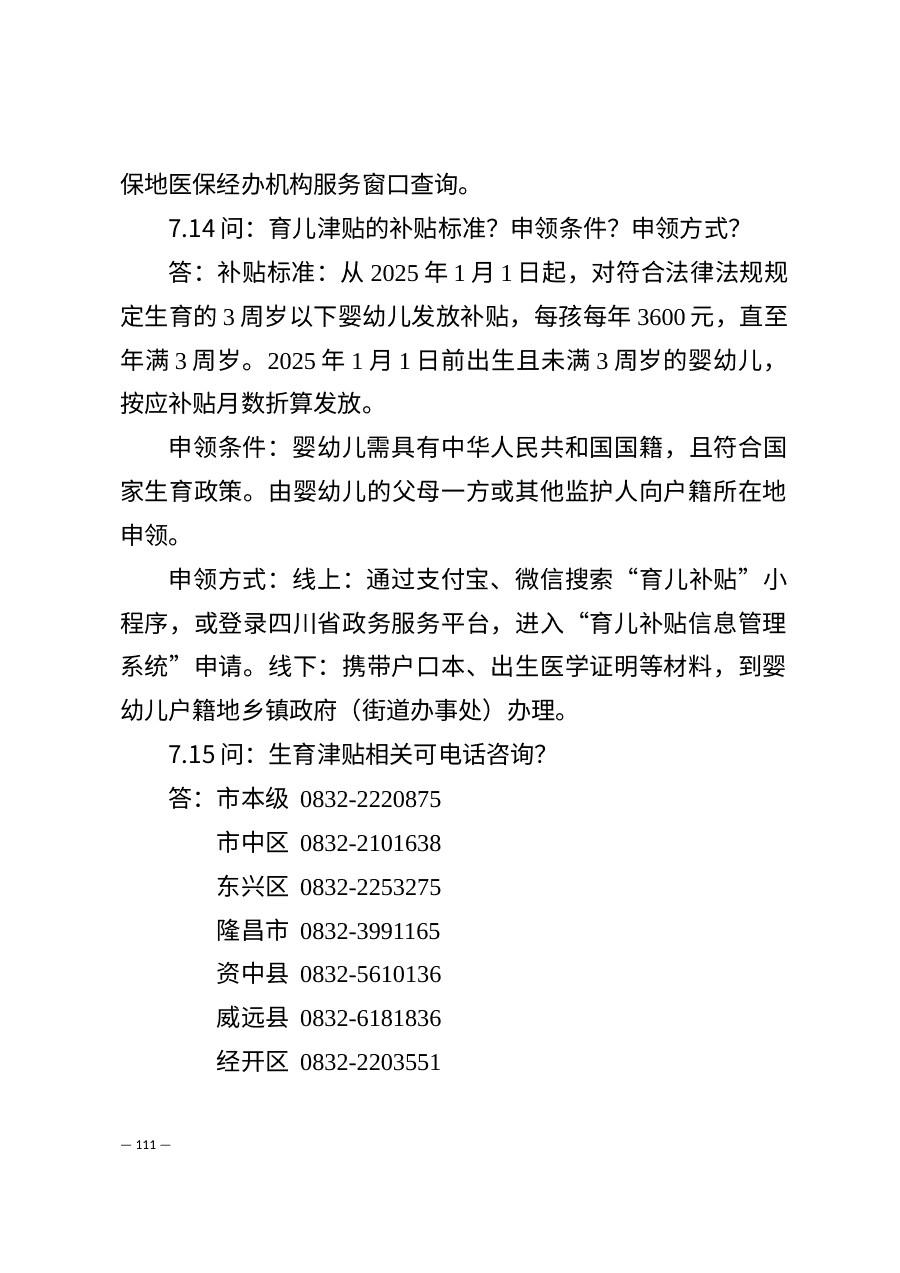 保地医保经办机构服务窗口查询。
7.14 问：育儿津贴的补贴标准？申领条件？申领方式？
答：补贴标准：从 2025 年 1 月 1 日起，对符合法律法规规
定生育的 3 周岁以下婴幼儿发放补贴，每孩每年 3600 元，直至
年满 3 周岁。2025 年 1 月 1 日前出生且未满 3 周岁的婴幼儿，
按应补贴月数折算发放。
申领条件：婴幼儿需具有中华人民共和国国籍，且符合国
家生育政策。由婴幼儿的父母一方或其他监护人向户籍所在地
申领。
申领方式：线上：通过支付宝、微信搜索“育儿补贴”小
程序，或登录四川省政务服务平台，进入“育儿补贴信息管理
系统”申请。线下：携带户口本、出生医学证明等材料，到婴
幼儿户籍地乡镇政府（街道办事处）办理。
7.15 问：生育津贴相关可电话咨询？
答：市本级 0832-2220875
市中区 0832-2101638
东兴区 0832-2253275
隆昌市 0832-3991165
资中县 0832-5610136
威远县 0832-6181836
经开区 0832-2203551
— 111 —